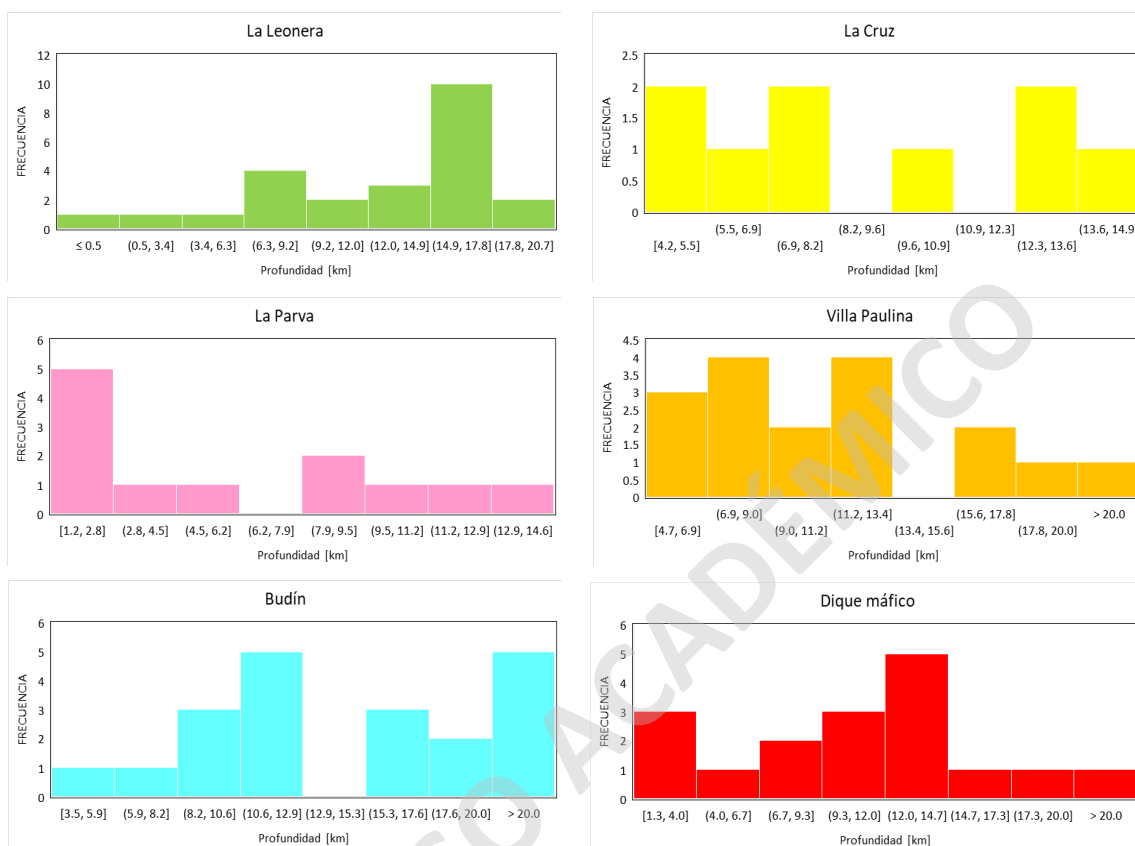 La Leonera
FRECUENCIA
12
10
8
6
4
2
0
≤ 0.5 (0.5, 3.4] (3.4, 6.3] (6.3, 9.2] (9.2, 12.0] (12.0, 14.9] (14.9, 17.8] (17.8, 20.7]
Profundidad [km]
La Cruz
FRECUENCIA
2.5
2
1.5
1
0.5
0
(5.5, 6.9] (8.2, 9.6] (10.9, 12.3] (13.6, 14.9]
[4.2, 5.5] (6.9, 8.2] (9.6, 10.9] (12.3, 13.6]
Profundidad [km]
La Parva
FRECUENCIA
6
5
4
3
2
1
0
[1.2, 2.8] (2.8, 4.5] (4.5, 6.2] (6.2, 7.9] (7.9, 9.5] (9.5, 11.2] (11.2, 12.9] (12.9, 14.6]
Profundidad [km]
Villa Paulina
FRECUENCIA
4.5
4
3.5
3
2.5
2
1.5
1
0.5
0
(6.9, 9.0] (11.2, 13.4] (15.6, 17.8] > 20.0
[4.7, 6.9] (9.0, 11.2] (13.4, 15.6] (17.8, 20.0]
Profundidad [km]
Budín
FRECUENCIA
6
5
4
3
2
1
0
[3.5, 5.9] (5.9, 8.2] (8.2, 10.6] (10.6, 12.9] (12.9, 15.3] (15.3, 17.6] (17.6, 20.0] > 20.0
Profundidad [km]
Dique máfico
FRECUENCIA
6
5
4
3
2
1
0
[1.3, 4.0] (4.0, 6.7] (6.7, 9.3] (9.3, 12.0] (12.0, 14.7] (14.7, 17.3] (17.3, 20.0] > 20.0
Profundidad [km]
ACADÉMICO